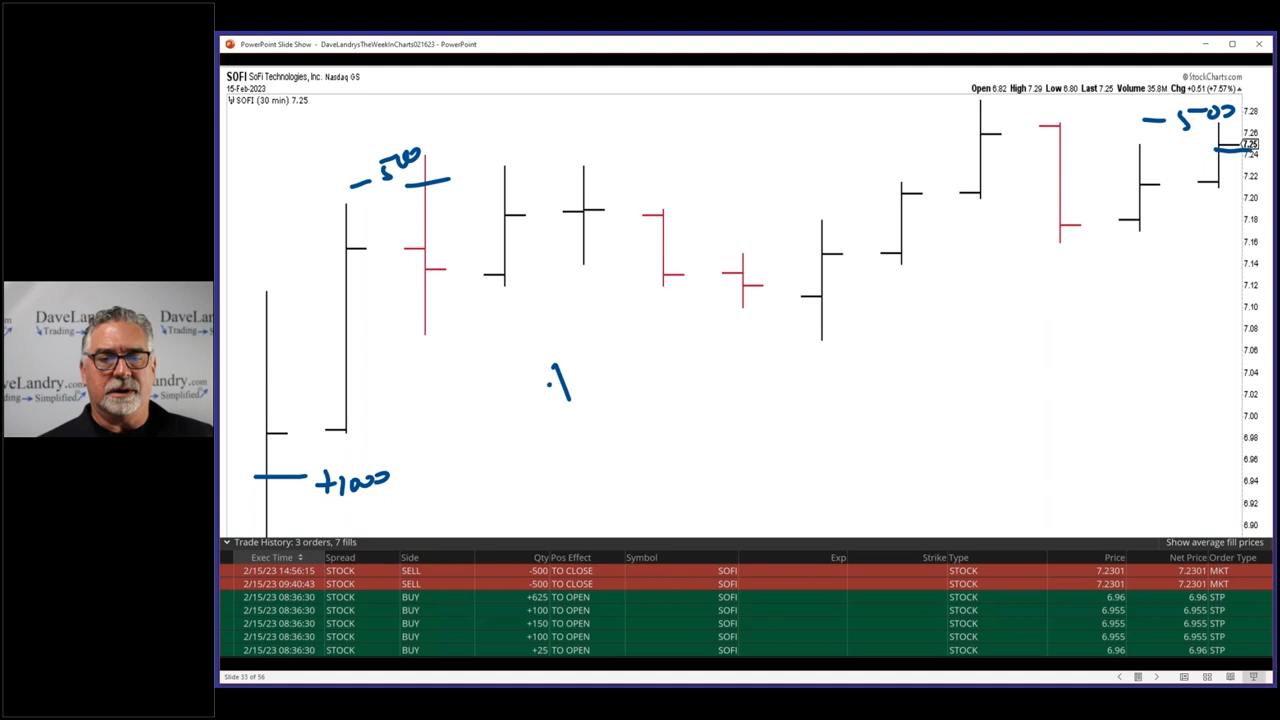 PowerPoint Slide Show - DaveLandrysTheWeekInCharts021623 - PowerPoint
SOFI SoFi Technologies, Inc. Nasdaq GS
© StockCharts.com
15-Feb-2023
Open 6.82 High 7.29 Low 6.80 Last 7.25 Volume 35.8M Chg +0.51 (+7.57%)
SOFI (30 min) 7.25
7.28
7.26
7.25
7.24
7.22
7.20
7.18
7.16
7.14
7.12
7.10
7.08
7.06
7.04
7.02
7.00
6.98
6.96
6.94
6.92
6.90
- 500
- 500
+1000
DaveLandry.com
Trading Simplified
Trade History: 3 orders, 7 fills
Show average fill prices
Exec Time Spread Side Qty Pos Effect Symbol Exp Strike Type Price Net Price Order Type
2/15/23 14:56:15 STOCK SELL -500 TO CLOSE SOFI STOCK 7.2301 7.2301 MKT
2/15/23 09:40:43 STOCK SELL -500 TO CLOSE SOFI STOCK 7.2301 7.2301 MKT
2/15/23 08:36:30 STOCK BUY +625 TO OPEN SOFI STOCK 6.96 6.96 STP
2/15/23 08:36:30 STOCK BUY +100 TO OPEN SOFI STOCK 6.955 6.955 STP
2/15/23 08:36:30 STOCK BUY +150 TO OPEN SOFI STOCK 6.955 6.955 STP
2/15/23 08:36:30 STOCK BUY +100 TO OPEN SOFI STOCK 6.955 6.955 STP
2/15/23 08:36:30 STOCK BUY +25 TO OPEN SOFI STOCK 6.96 6.96 STP
Slide 33 of 56